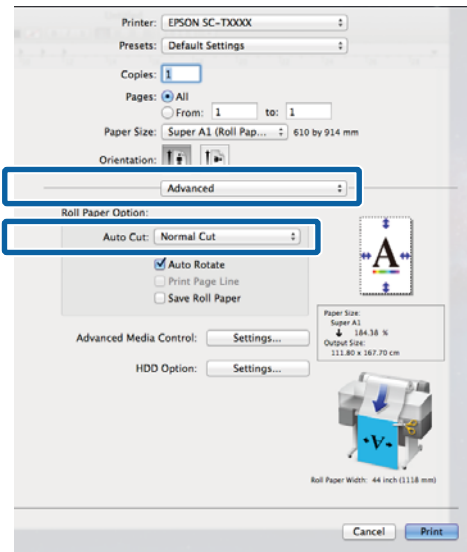 Printer: EPSON SC-TXXXX
Presets: Default Settings
Copies: 1
Pages: All
From: 1 to: 1
Paper Size: Super A1 (Roll Pap... 610 by 914 mm
Orientation:
Advanced
Roll Paper Option:
Auto Cut: Normal Cut
Auto Rotate
Print Page Line
Save Roll Paper
A
Paper Size:
Super A1
184.38 %
Output Size:
111.80 x 167.70 cm
Advanced Media Control: Settings...
HDD Option: Settings...
A
Roll Paper Width: 44 inch (1118 mm)
Cancel Print